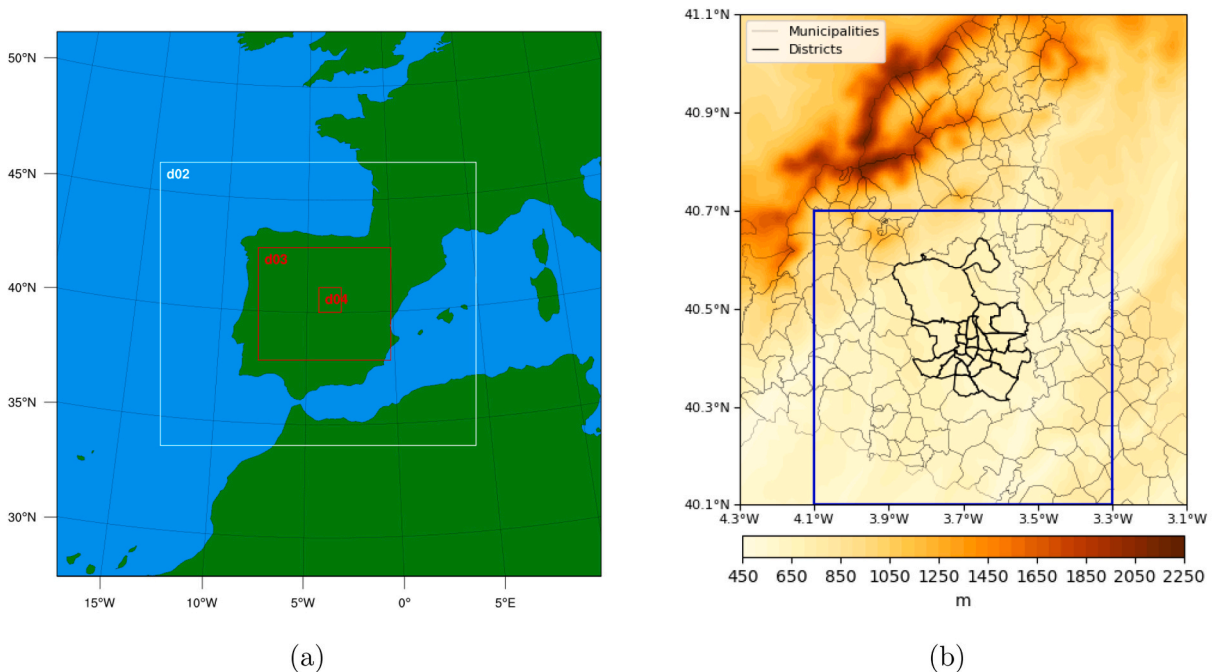 50°N
45°N
40°N
35°N
30°N
15°W 10°W 5°W 0° 5°E
d02
d03
d04
(a)
Municipalities
Districts
41.1°N
40.9°N
40.7°N
40.5°N
40.3°N
40.1°N
4.3°W 4.1°W 3.9°W 3.7°W 3.5°W 3.3°W 3.1°W
450 650 850 1050 1250 1450 1650 1850 2050 2250
m
(b)